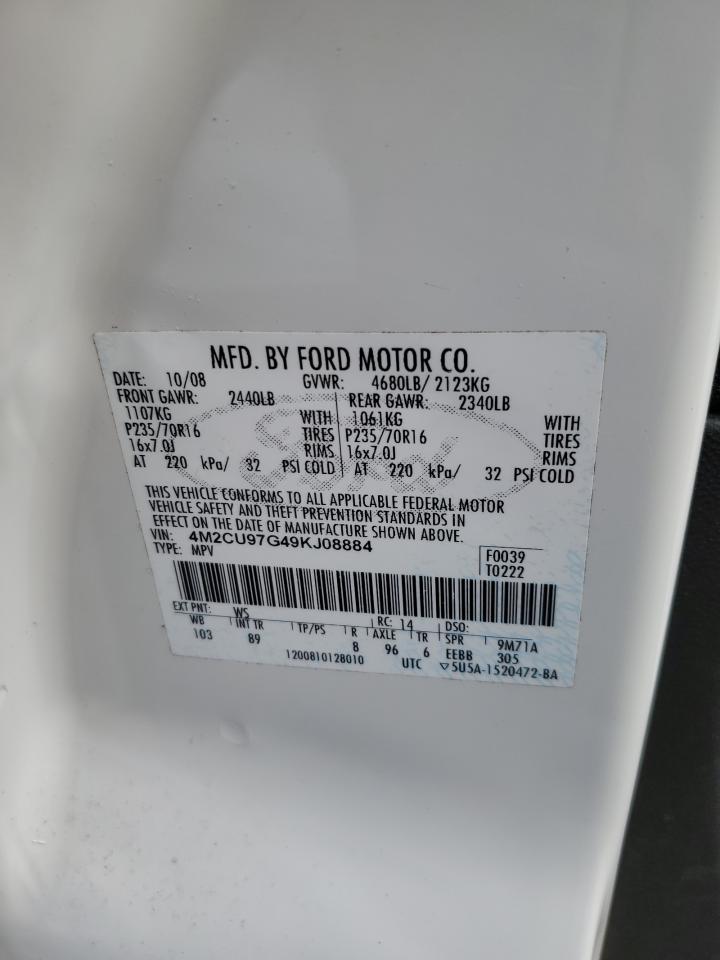 MFD. BY FORD MOTOR CO.
DATE: 10/08 GVWR: 4680LB/ 2123KG
FRONT GAWR: 2440LB REAR GAWR: 2340LB
1107KG WITH 1061KG WITH
P235/70R16 TIRES P235/70R16 TIRES
16x7.0J RIMS 16x7.0J RIMS
AT 220 kPa/ 32 PSI COLD AT 220 kPa/ 32 PSI COLD
Ford
THIS VEHICLE CONFORMS TO ALL APPLICABLE FEDERAL MOTOR
VEHICLE SAFETY AND THEFT PREVENTION STANDARDS IN
EFFECT ON THE DATE OF MANUFACTURE SHOWN ABOVE.
VIN: 4M2CU97G49KJ08884
TYPE: MPV F0039
T0222
EXT PNT: WS RC: 14 DSO:
WB INT TR TP/PS R AXLE TR SPR 9M71A
103 89 8 96 6 EEBB 305
1200810128010 UTC ▽5U5A-1520472-BA